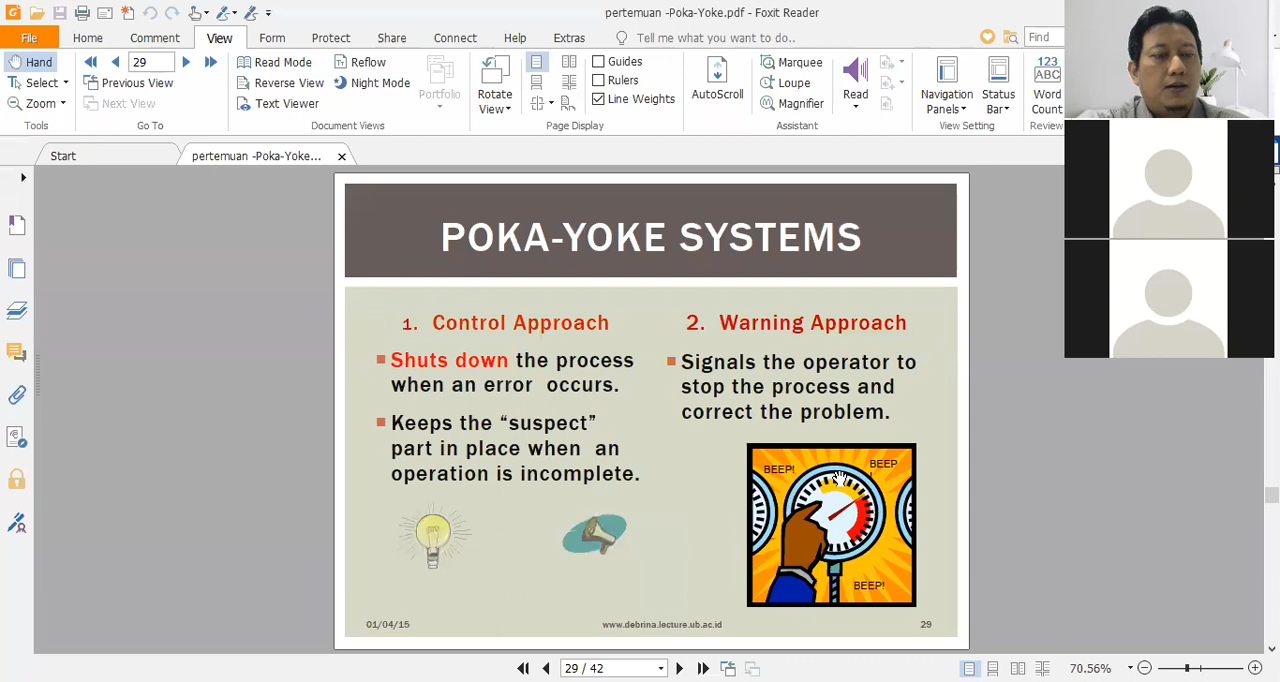 pertemuan -Poka-Yoke.pdf - Foxit Reader
File Home Comment View Form Protect Share Connect Help Extras Tell me what you want to do.. Find
Hand 29 Read Mode Reflow Guides Marquee
Select Previous View Reverse View Night Mode Rulers Loupe
Zoom Next View Text Viewer Line Weights Magnifier
Portfolio Rotate View AutoScroll Read Navigation Panels Status Bar 123 ABC Word Count
Tools Go To Document Views Page Display Assistant View Setting Review
Start pertemuan -Poka-Yoke...
POKA-YOKE SYSTEMS
1. Control Approach
Shuts down the process
when an error occurs.
Keeps the “suspect”
part in place when an
operation is incomplete.
2. Warning Approach
Signals the operator to
stop the process and
correct the problem.
BEEP!
BEEP
!
BEEP!
01/04/15 www.debrina.lecture.ub.ac.id 29
29 / 42 70.56%